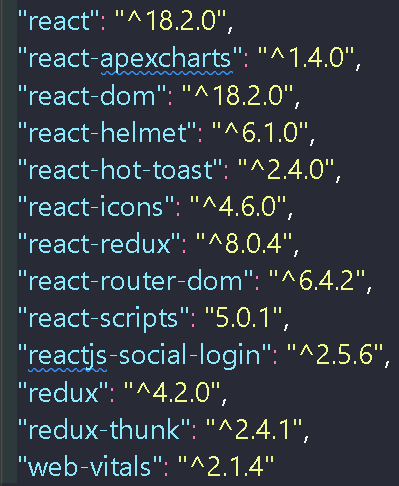 "react": "^18.2.0",
"react-apexcharts": "^1.4.0",
"react-dom": "^18.2.0",
"react-helmet": "^6.1.0",
"react-hot-toast": "^2.4.0",
"react-icons": "^4.6.0",
"react-redux": "^8.0.4",
"react-router-dom": "^6.4.2",
"react-scripts": "5.0.1",
"reactjs-social-login": "^2.5.6",
"redux": "^4.2.0",
"redux-thunk": "^2.4.1",
"web-vitals": "^2.1.4"